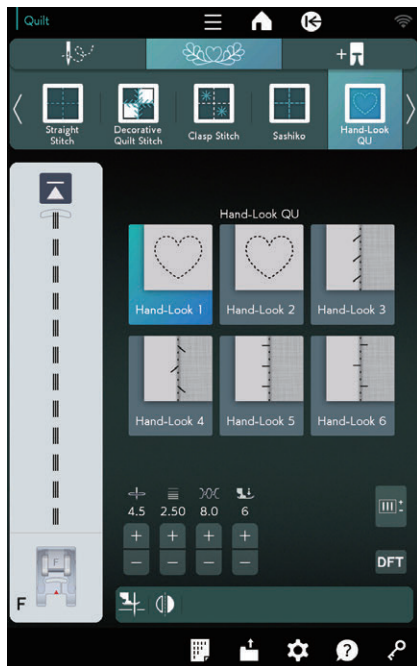 Quilt
Straight
Stitch
Decorative
Quilt Stitch
Clasp Stitch
Sashiko
Hand-Look
QU
Hand-Look QU
Hand-Look 1
Hand-Look 2
Hand-Look 3
Hand-Look 4
Hand-Look 5
Hand-Look 6
4.5 2.50 8.0 6
+ + + +
− − − −
DFT
F
F